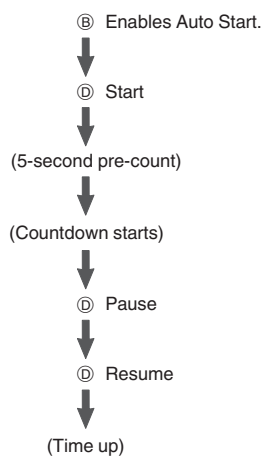 Ⓑ Enables Auto Start.
Ⓓ Start
(5-second pre-count)
(Countdown starts)
Ⓓ Pause
Ⓓ Resume
(Time up)